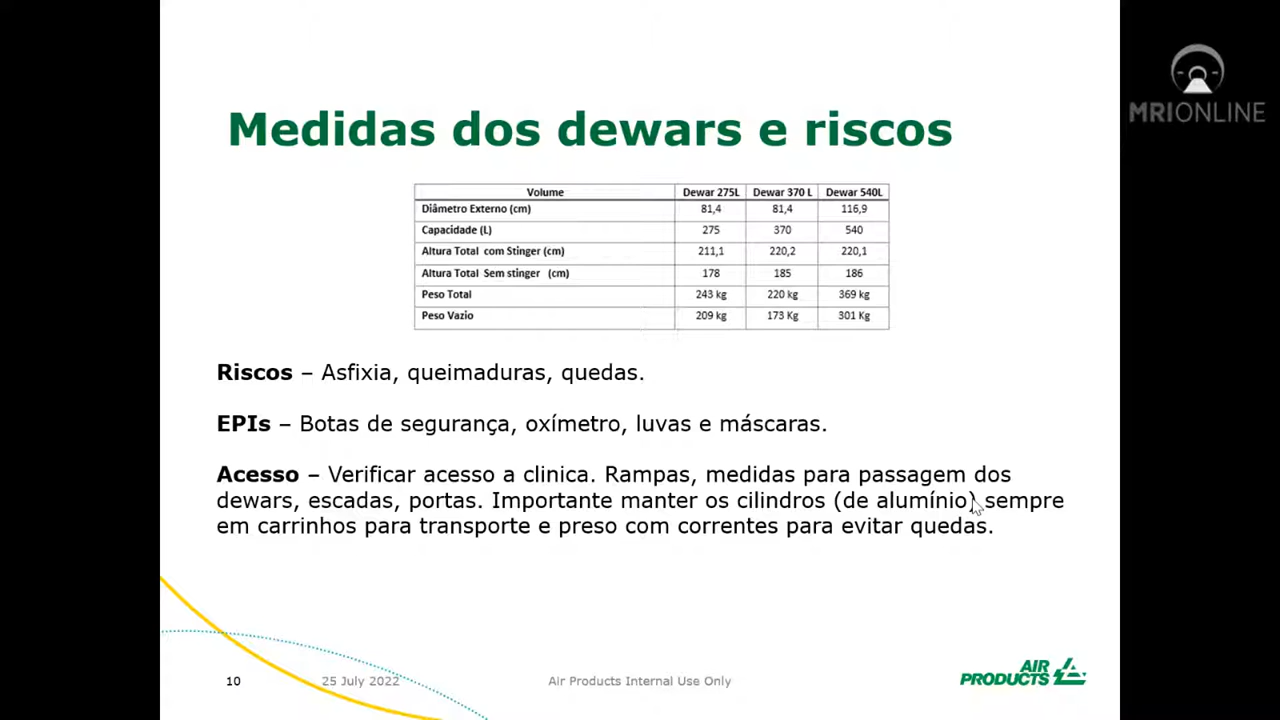 MRIONLINE
Medidas dos dewars e riscos
Volume Dewar 275L Dewar 370 L Dewar 540L
Diâmetro Externo (cm) 81,4 81,4 116,9
Capacidade (L) 275 370 540
Altura Total com Stinger (cm) 211,1 220,2 220,1
Altura Total Sem stinger (cm) 178 185 186
Peso Total 243 kg 220 kg 369 kg
Peso Vazio 209 kg 173 Kg 301 Kg
Riscos – Asfixia, queimaduras, quedas.
EPIs – Botas de segurança, oxímetro, luvas e máscaras.
Acesso – Verificar acesso a clinica. Rampas, medidas para passagem dos
dewars, escadas, portas. Importante manter os cilindros (de alumínio) sempre
em carrinhos para transporte e preso com correntes para evitar quedas.
10 25 July 2022 Air Products Internal Use Only
AIR
PRODUCTS